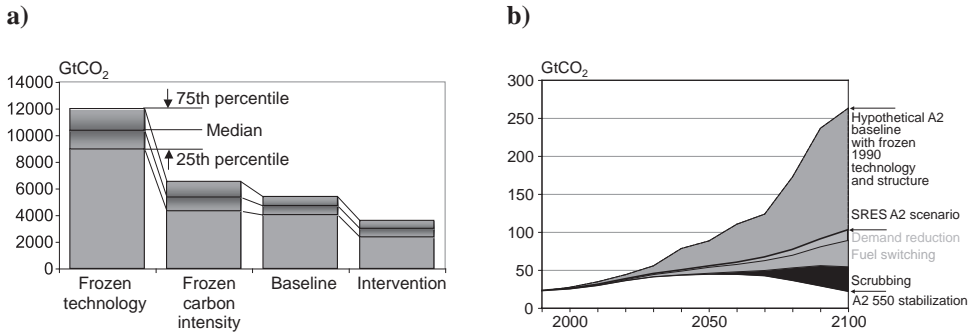 a)
GtCO2
14000
12000
10000
8000
6000
4000
2000
0
75th percentile
Median
25th percentile
Frozen
technology
Frozen
carbon
intensity
Baseline
Intervention
b)
GtCO2
300
250
200
150
100
50
0
2000
2050
2100
Hypothetical A2
baseline
with frozen
1990
technology
and structure
SRES A2 scenario
Demand reduction
Fuel switching
Scrubbing
A2 550 stabilization